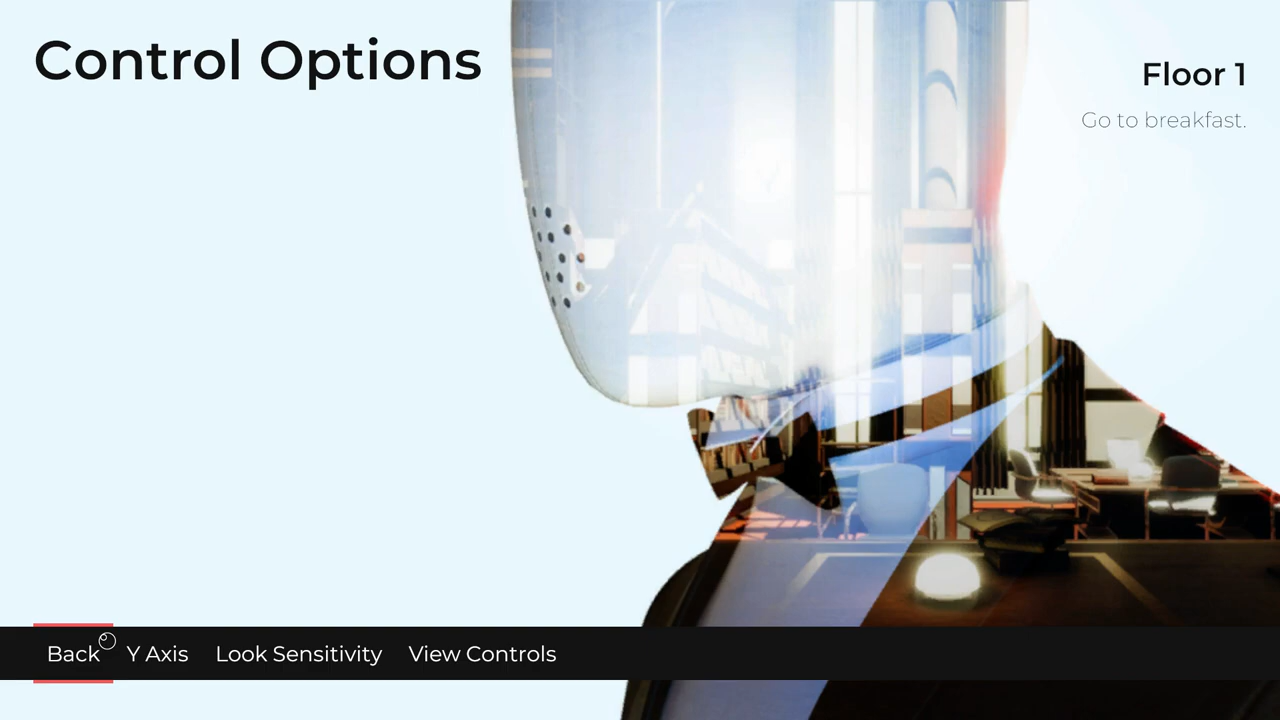 Control Options
Floor 1
Go to breakfast.
Back Y Axis Look Sensitivity View Controls